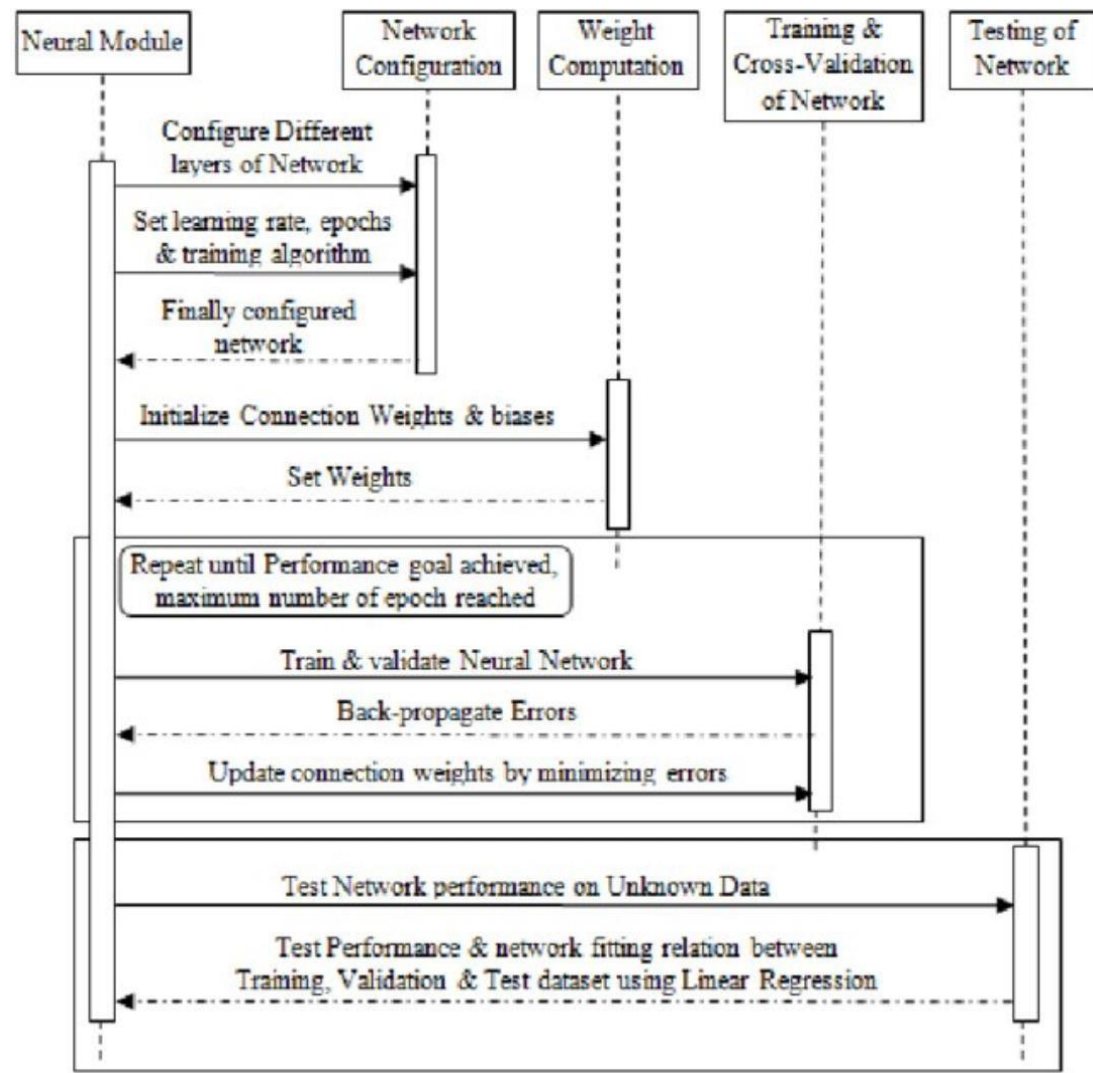 Neural Module
Network
Configuration
Weight
Computation
Training &
Cross-Validation
of Network
Testing of
Network
Configure Different
layers of Network
Set learning rate, epochs
& training algorithm
Finally configured
network
Initialize Connection Weights & biases
Set Weights
Repeat until Performance goal achieved,
maximum number of epoch reached
Train & validate Neural Network
Back-propagate Errors
Update connection weights by minimizing errors
Test Network performance on Unknown Data
Test Performance & network fitting relation between
Training, Validation & Test dataset using Linear Regression